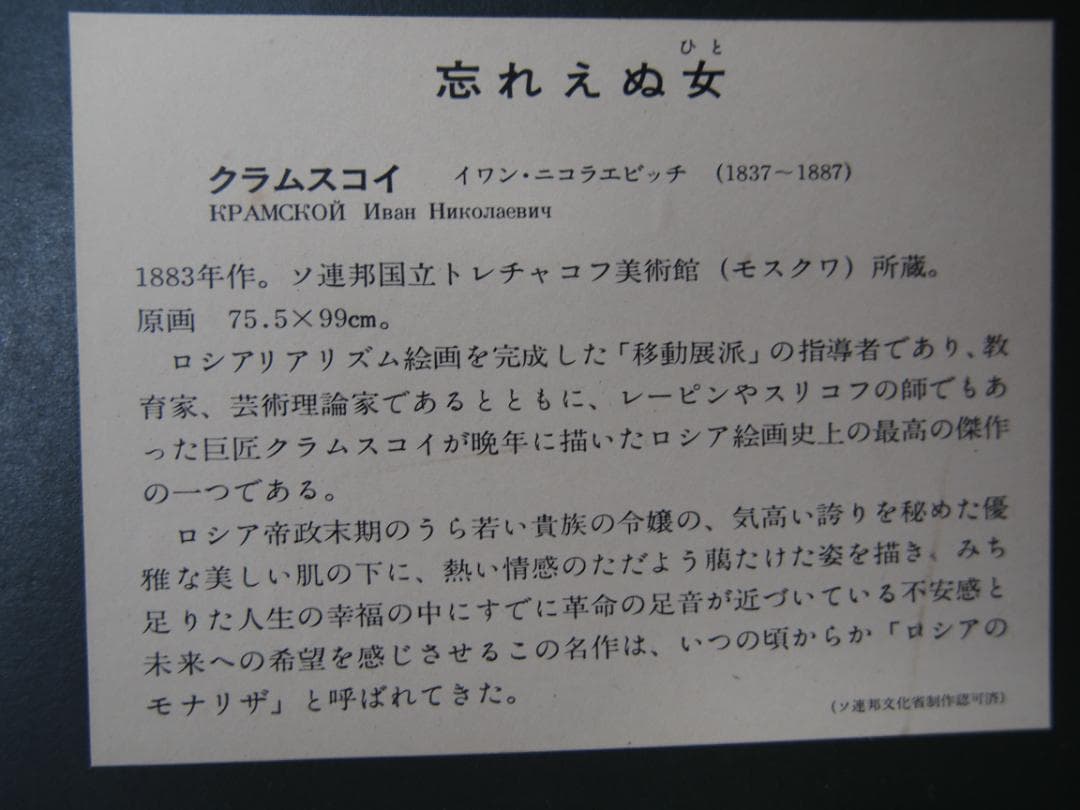 ひと
忘れえぬ女
クラムスコイ イワン・ニコラエビッチ (1837〜1887)
КРАМСКОЙ Иван Николаевич
1883年作。ソ連邦国立トレチャコフ美術館（モスクワ）所蔵。
原画 75.5×99cm。
ロシアリアリズム絵画を完成した「移動展派」の指導者であり、教
育家、芸術理論家であるとともに、レーピンやスリコフの師でもあ
った巨匠クラムスコイが晩年に描いたロシア絵画史上の最高の傑作
の一つである。
ロシア帝政末期のうら若い貴族の令嬢の、気高い誇りを秘めた優
雅な美しい肌の下に、熱い情感のただよう﨟たけた姿を描き、みち
足りた人生の幸福の中にすでに革命の足音が近づいている不安感と
未来への希望を感じさせるこの名作は、いつの頃からか「ロシアの
モナリザ」と呼ばれてきた。
(ソ連邦文化省制作認可済)